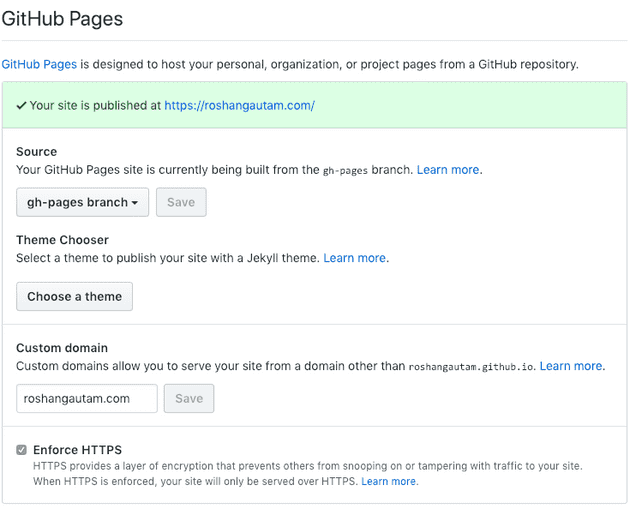 GitHub Pages
GitHub Pages is designed to host your personal, organization, or project pages from a GitHub repository.
Your site is published at https://roshangautam.com/
Source
Your GitHub Pages site is currently being built from the gh-pages branch. Learn more.
gh-pages branch Save
Theme Chooser
Select a theme to publish your site with a Jekyll theme. Learn more.
Choose a theme
Custom domain
Custom domains allow you to serve your site from a domain other than roshangautam.github.io. Learn more.
roshangautam.com Save
Enforce HTTPS
HTTPS provides a layer of encryption that prevents others from snooping on or tampering with traffic to your site.
When HTTPS is enforced, your site will only be served over HTTPS. Learn more.